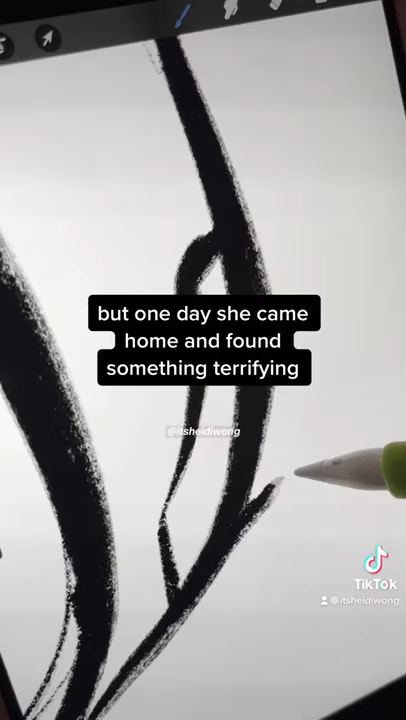 but one day she came
home and found
something terrifying
@itsheidiwong
TikTok
@itsheidiwong